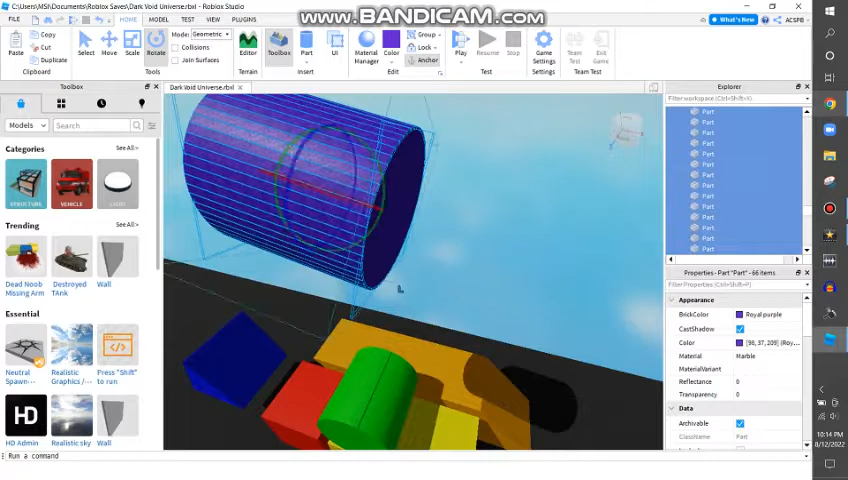 C:\Users\MSI\Documents\Roblox Saves\Dark Void Universe.rbxl - Roblox Studio
www.BANDICAM.com
FILE HOME MODEL TEST VIEW PLUGINS
What's New ACSPB
Paste Copy Cut Duplicate
Select Move Scale Rotate
Mode: Geometric
Collisions
Join Surfaces
Editor Toolbox Part UI
Material Manager Color
Group
Lock
Anchor
Play Resume Stop
Game Settings Team Test Exit Game
Clipboard Tools Terrain Insert Edit Test Settings Team Test
Toolbox
Dark Void Universe.rbxl
Explorer
Filter workspace (Ctrl+Shift+X)
Models Search
Categories See All >
STRUCTURE VEHICLE LIGHT
Trending See All >
Dead Noob Missing Arm
Destroyed TAnk
Wall
Essential See All >
Neutral Spawn...
Realistic Graphics /...
Press "Shift" to run
HD
HD Admin
Realistic sky
Wall
Part
Part
Part
Part
Part
Part
Part
Part
Part
Part
Part
Part
Part
Part
Properties - Part "Part" - 66 items
Filter Properties (Ctrl+Shift+P)
Appearance
BrickColor Royal purple
CastShadow
Color [98, 37, 209] (Roy...
Material Marble
MaterialVariant
Reflectance 0
Transparency 0
Data
Archivable
ClassName Part
Run a command
10:14 PM
8/12/2022